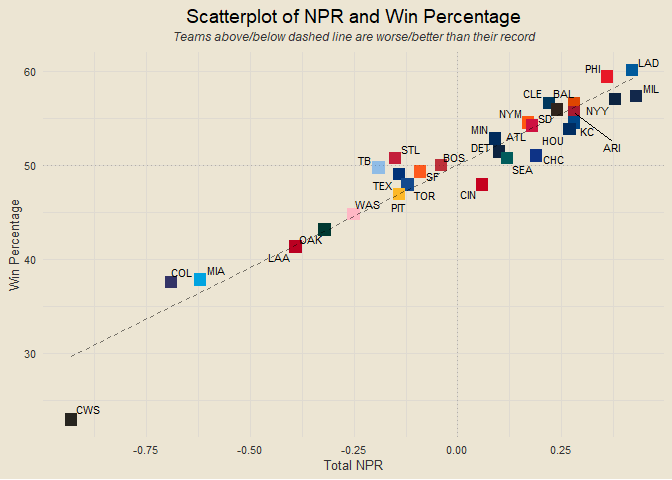 Scatterplot of NPR and Win Percentage
Teams above/below dashed line are worse/better than their record
Win Percentage
60
50
40
30
PHI
LAD
CLE
BAL
MIL
NYM
SD
NYY
MIN
ATL
KC
HOU
ARI
DET
STL
TB
BOS
CHC
SEA
SF
TEX
TOR
CIN
PIT
WAS
OAK
LAA
COL
MIA
CWS
-0.75
-0.50
-0.25
0.00
0.25
Total NPR